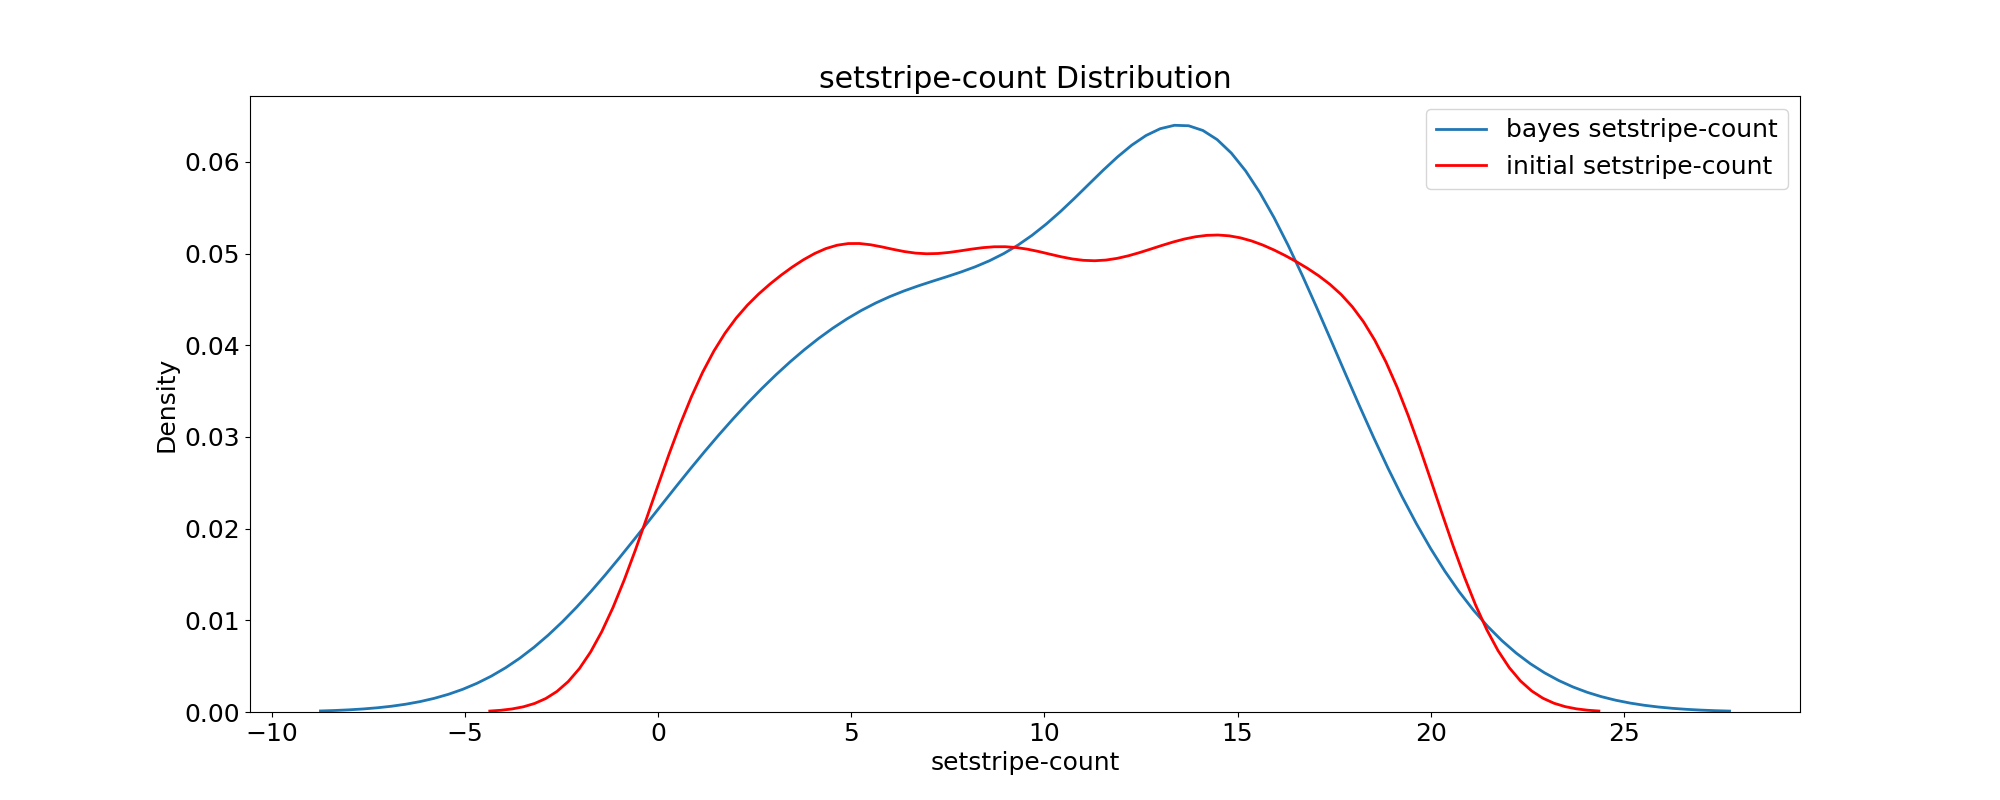 setstripe-count Distribution
bayes setstripe-count
initial setstripe-count
Density
0.06
0.05
0.04
0.03
0.02
0.01
0.00
−10 −5 0 5 10 15 20 25
setstripe-count